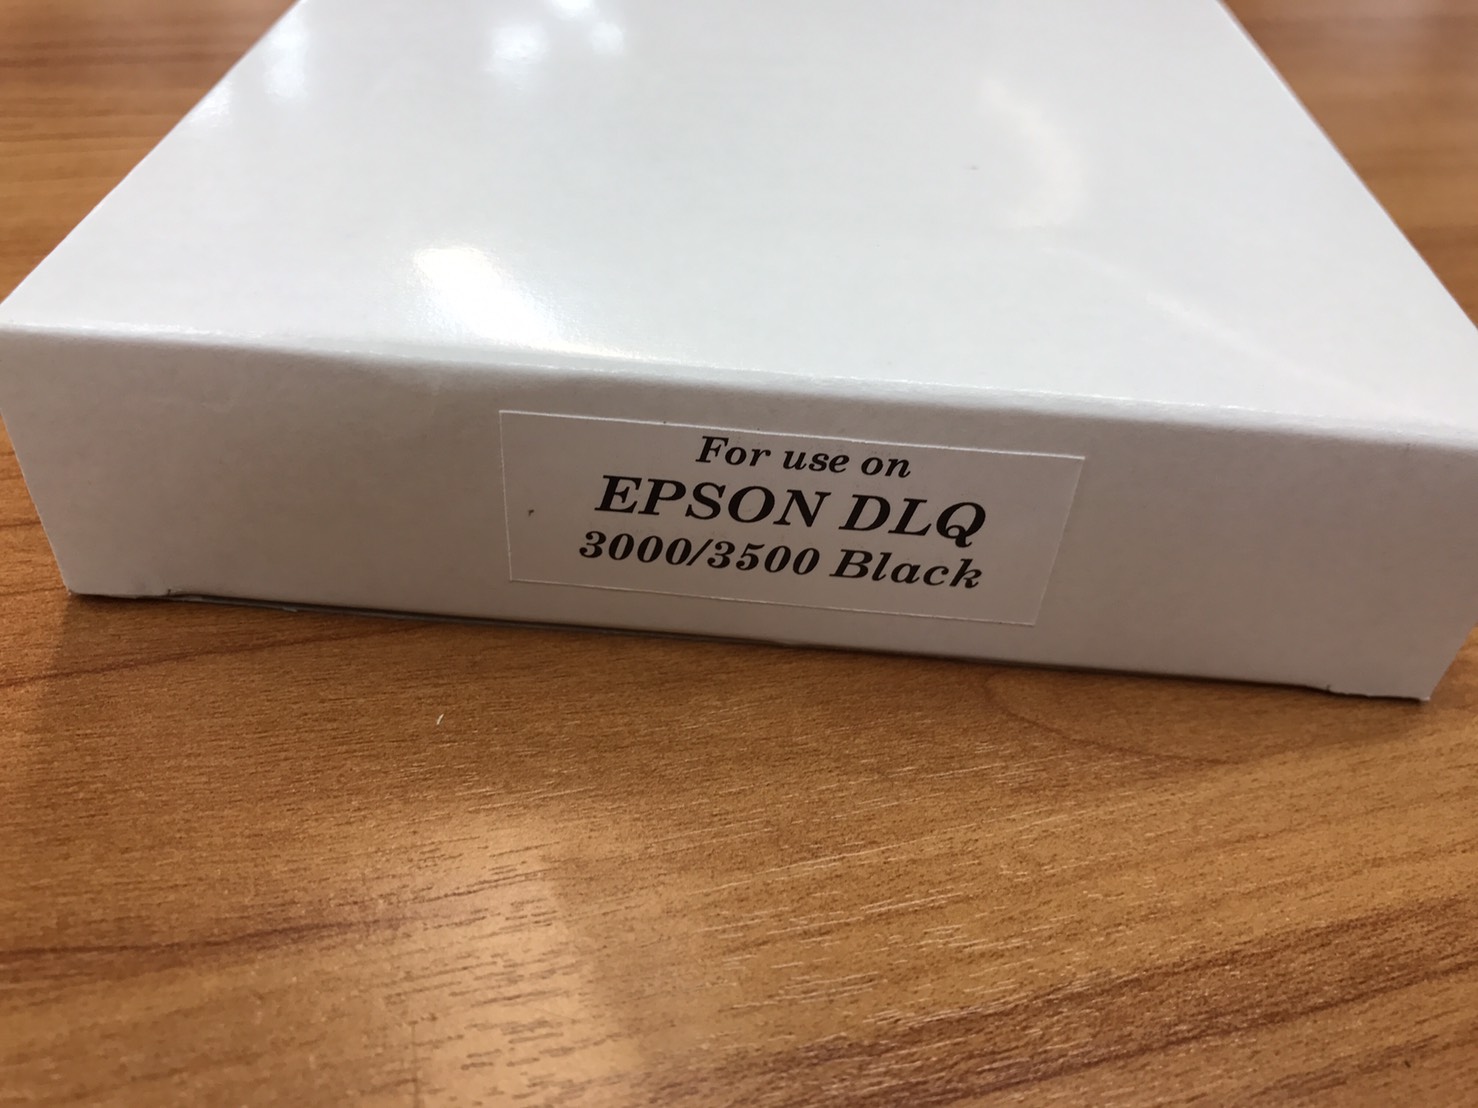 For use on
EPSON DLQ
3000/3500 Black